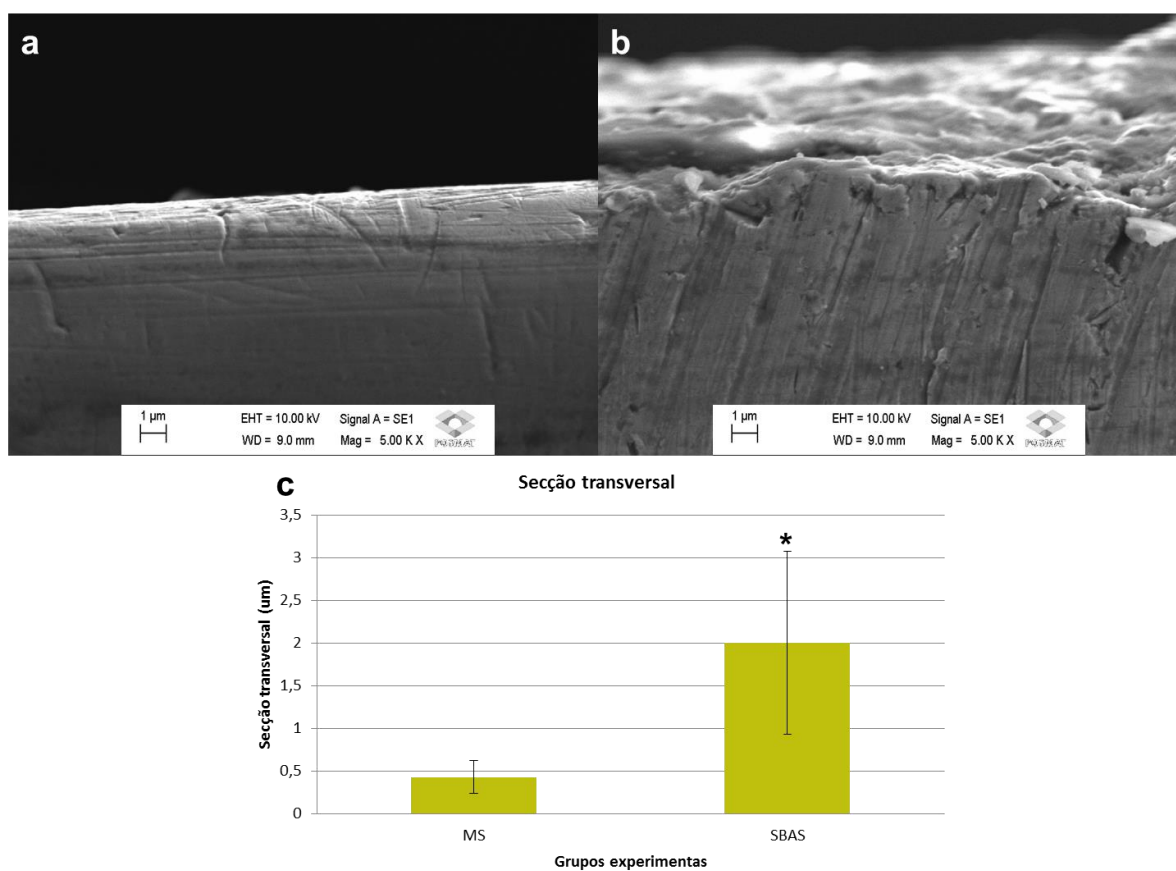 a
b
1 µm
EHT = 10.00 kV
Signal A = SE1
WD = 9.0 mm
Mag = 5.00 K X
1 µm
EHT = 10.00 kV
Signal A = SE1
WD = 9.0 mm
Mag = 5.00 K X
c
Secção transversal
3,5
3
2,5
2
1,5
1
0,5
0
Secção transversal (um)
*
MS
SBAS
Grupos experimentas